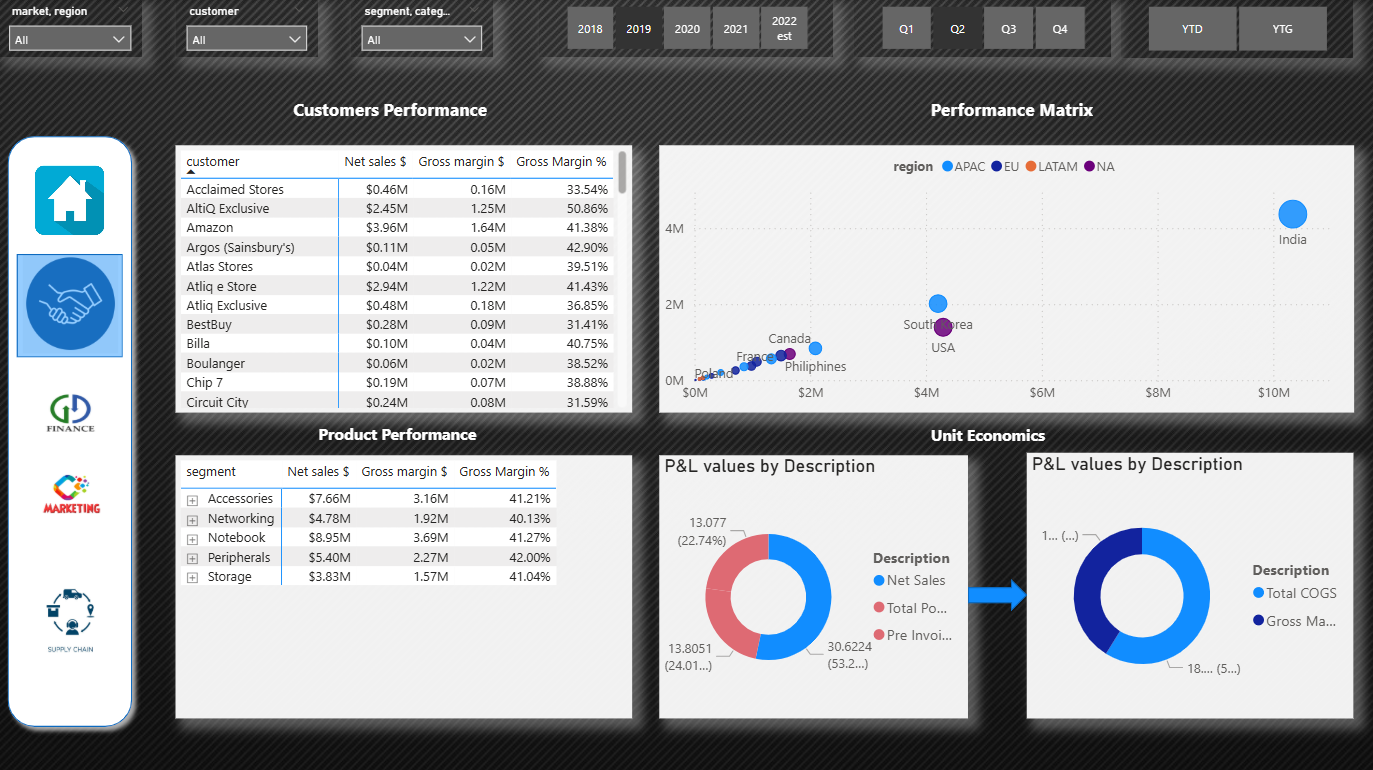 market, region
customer
segment, categ...
All
All
All
2018
2019
2020
2021
2022
est
Q1
Q2
Q3
Q4
YTD
YTG
Customers Performance
customer Net sales $ Gross margin $ Gross Margin %
Acclaimed Stores $0.46M 0.16M 33.54%
AltiQ Exclusive $2.45M 1.25M 50.86%
Amazon $3.96M 1.64M 41.38%
Argos (Sainsbury's) $0.11M 0.05M 42.90%
Atlas Stores $0.04M 0.02M 39.51%
Atliq e Store $2.94M 1.22M 41.43%
Atliq Exclusive $0.48M 0.18M 36.85%
BestBuy $0.28M 0.09M 31.41%
Billa $0.10M 0.04M 40.75%
Boulanger $0.06M 0.02M 38.52%
Chip 7 $0.19M 0.07M 38.88%
Circuit City $0.24M 0.08M 31.59%
Performance Matrix
region APAC EU LATAM NA
4M
2M
0M
India
South Korea
USA
Canada
France
Philiphines
Poland
$0M $2M $4M $6M $8M $10M
FINANCE
MARKETING
SUPPLY CHAIN
Product Performance
segment Net sales $ Gross margin $ Gross Margin %
Accessories $7.66M 3.16M 41.21%
Networking $4.78M 1.92M 40.13%
Notebook $8.95M 3.69M 41.27%
Peripherals $5.40M 2.27M 42.00%
Storage $3.83M 1.57M 41.04%
Unit Economics
P&L values by Description
13.077
(22.74%)
13.8051
(24.01...)
30.6224
(53.2...)
Description
Net Sales
Total Po...
Pre Invoi...
P&L values by Description
1... (...)
18.... (5...)
Description
Total COGS
Gross Ma...